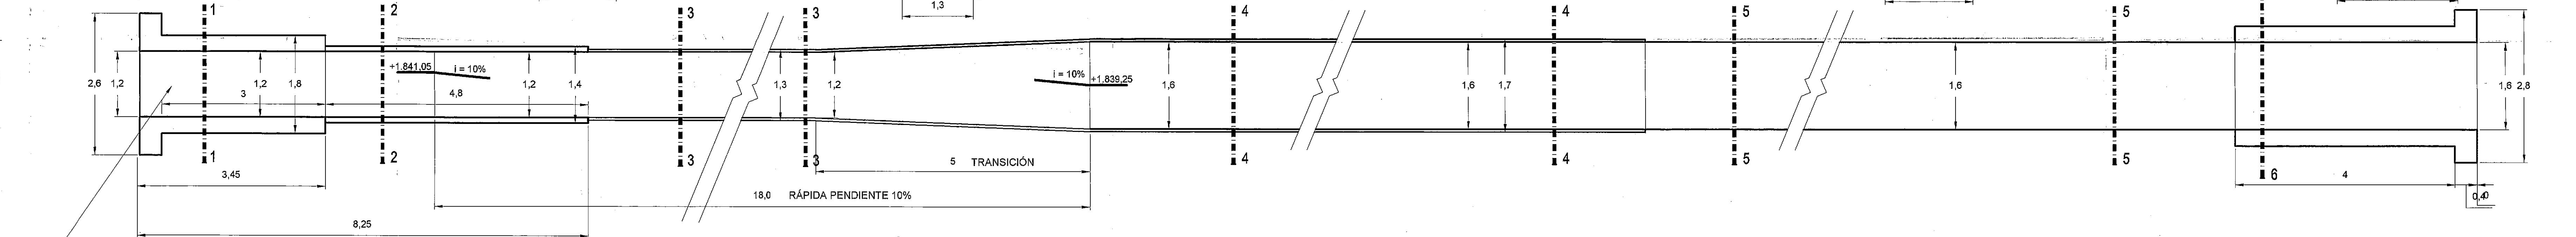 1 2 3 3 1,3 4 4 5 5
2,6 1,2 1,2 1,8 +1.841,05 i = 10% 1,2 1,4 1,3 1,2 i = 10% +1.839,25 1,6 1,6 1,7 1,6 1,6 2,8
3 4,8
1 2 3 3 4 4 5 5 6
5 TRANSICIÓN
3,45 4
18,0 RÁPIDA PENDIENTE 10%
8,25